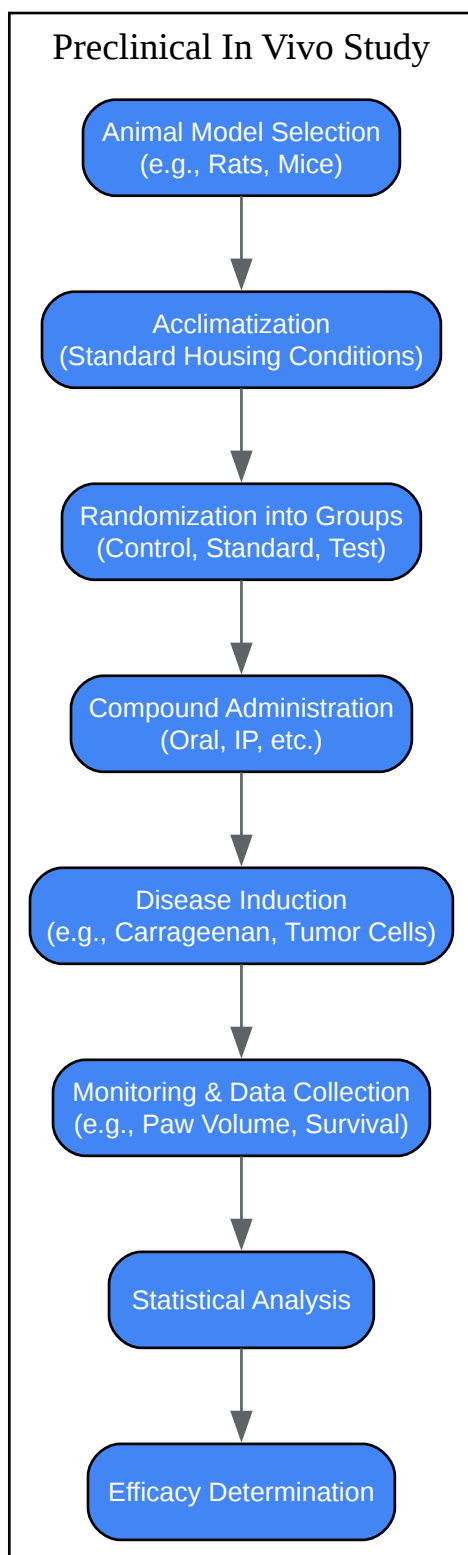 Preclinical In Vivo Study
Animal Model Selection
(e.g., Rats, Mice)
Acclimatization
(Standard Housing Conditions)
Randomization into Groups
(Control, Standard, Test)
Compound Administration
(Oral, IP, etc.)
Disease Induction
(e.g., Carrageenan, Tumor Cells)
Monitoring & Data Collection
(e.g., Paw Volume, Survival)
Statistical Analysis
Efficacy Determination